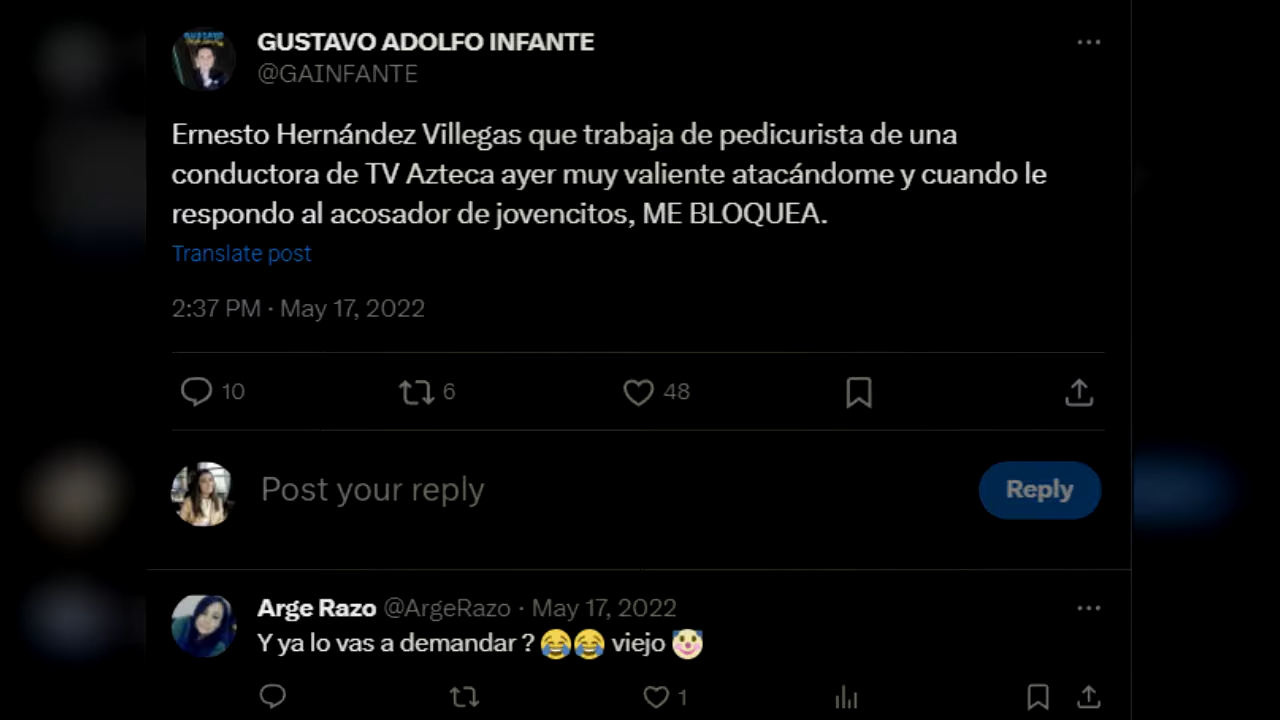 GUSTAVO ADOLFO INFANTE
@GAINFANTE
Ernesto Hernández Villegas que trabaja de pedicurista de una
conductora de TV Azteca ayer muy valiente atacándome y cuando le
respondo al acosador de jovencitos, ME BLOQUEA.
Translate post
2:37 PM · May 17, 2022
10 6 48
Post your reply Reply
Arge Razo @ArgeRazo · May 17, 2022
Y ya lo vas a demandar ? 😂😂 viejo 🤡
1